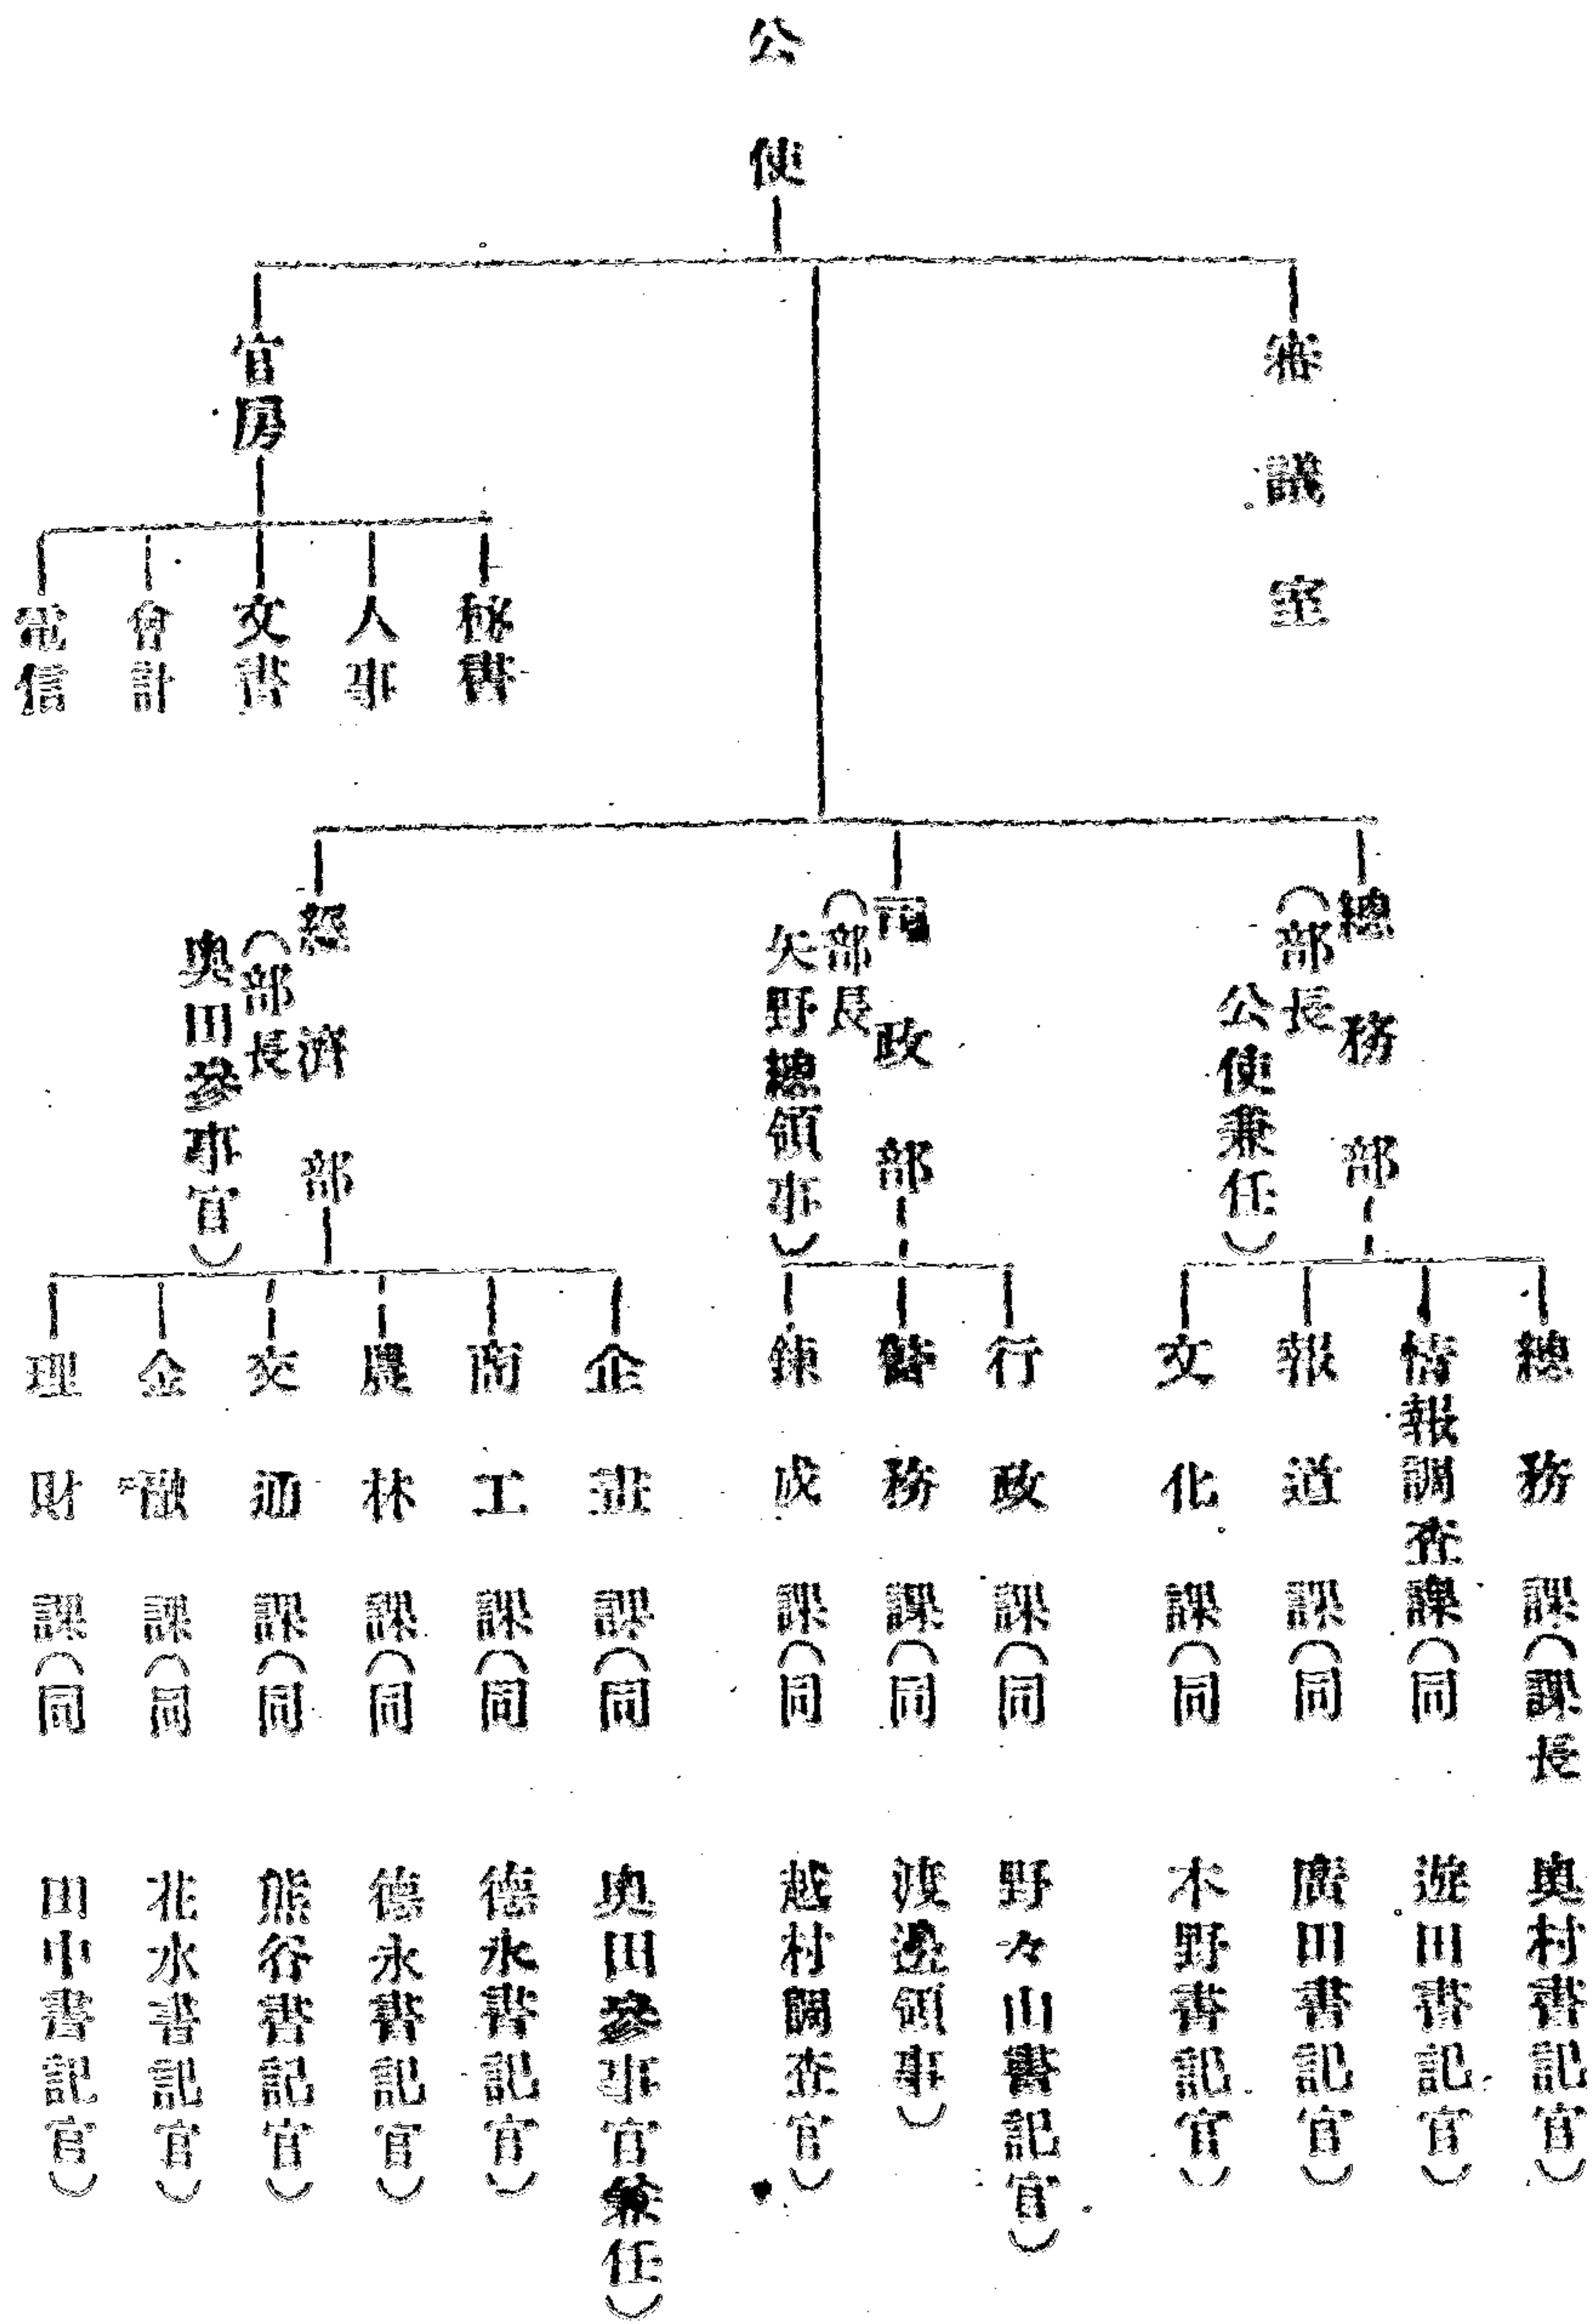 公使
審議室
官房
秘書
人事
文書
會計
電信
總務部
(部長
公使兼任)
總務課(課長 奥村書記官)
情報調査課(同 遊田書記官)
報道課(同 廣田書記官)
文化課(同 木野書記官)
政部
(部長
矢野總領事)
行政課(同 野々山書記官)
警務課(同 渡邊領事)
錬成課(同 越村調査官)
經濟部
(部長
奥田參事官)
企畫課(同 奥田參事官兼任)
商工課(同 德永書記官)
農林課(同 德永書記官)
交通課(同 熊谷書記官)
金融課(同 北水書記官)
理財課(同 田中書記官)